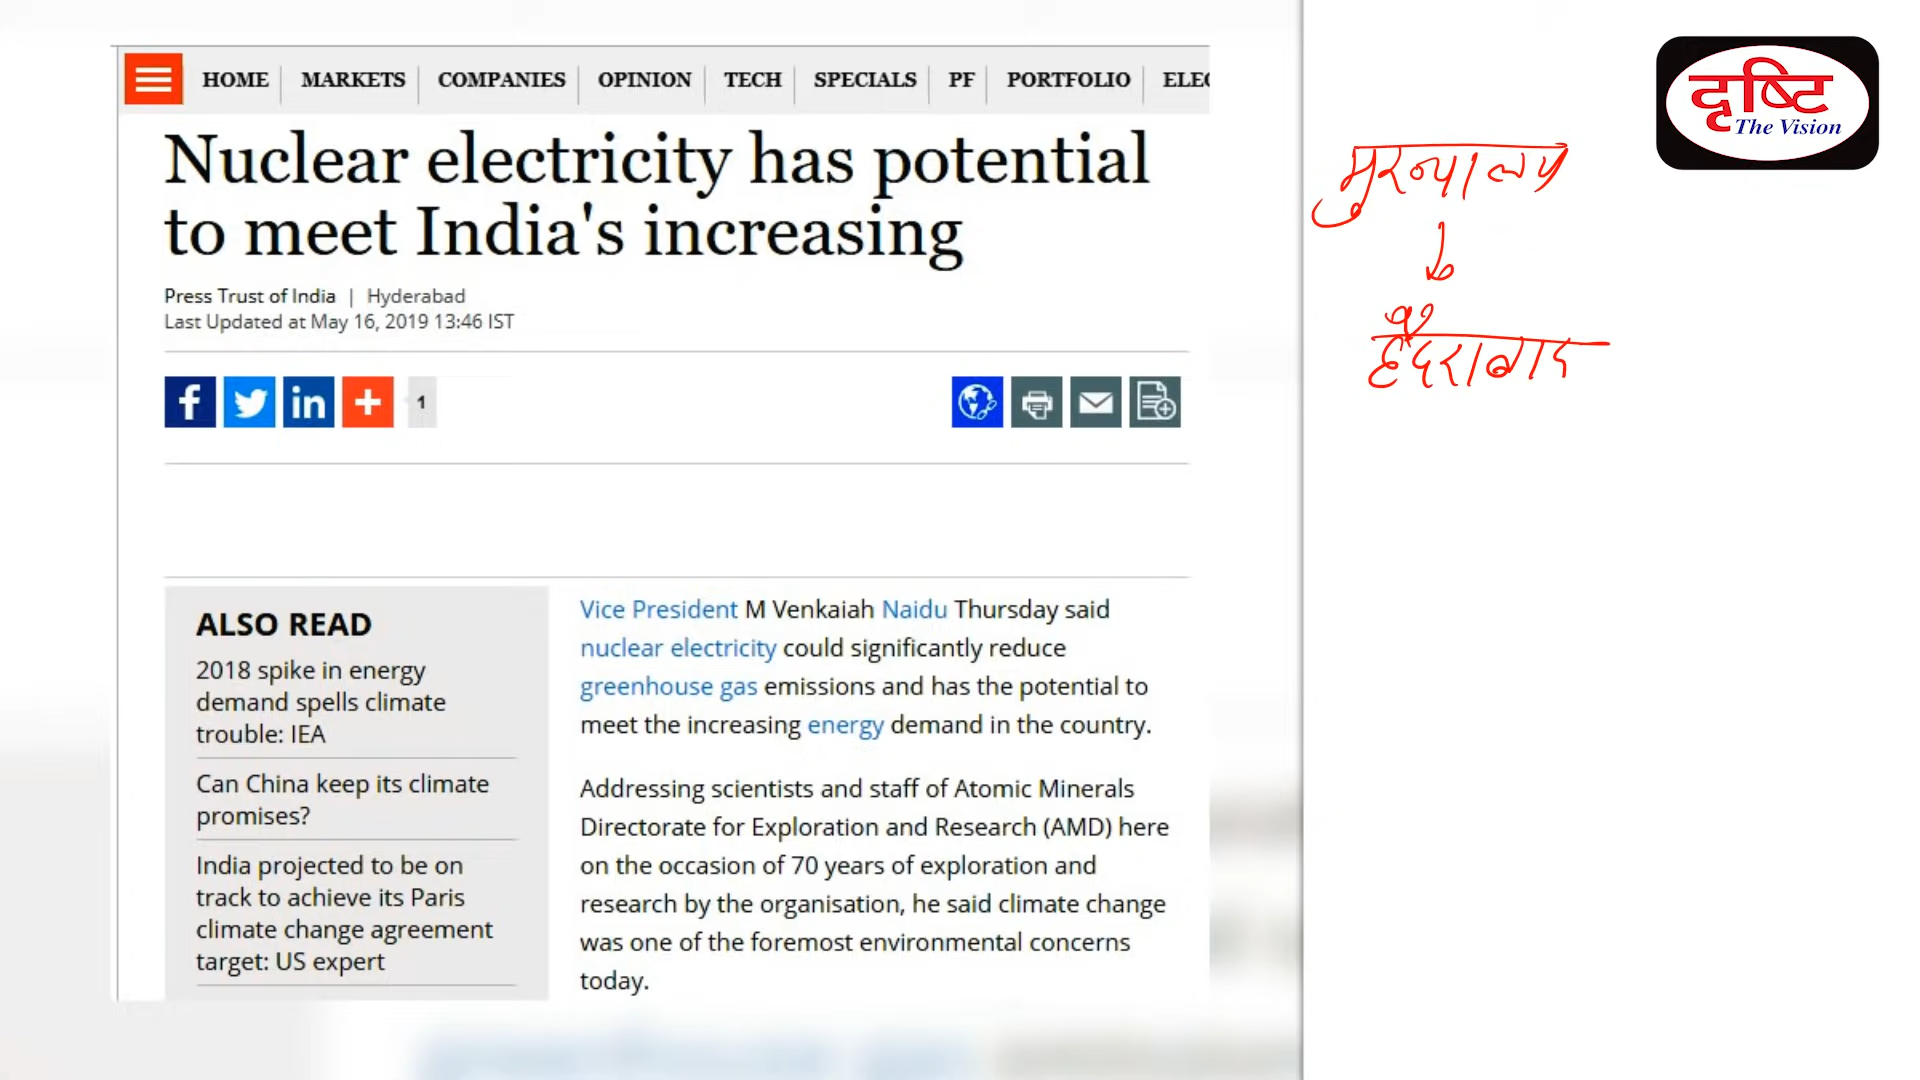 HOME MARKETS COMPANIES OPINION TECH SPECIALS PF PORTFOLIO ELEC
Nuclear electricity has potential
to meet India's increasing
Press Trust of India | Hyderabad
Last Updated at May 16, 2019 13:46 IST
f in + 1
ALSO READ
2018 spike in energy
demand spells climate
trouble: IEA
Can China keep its climate
promises?
India projected to be on
track to achieve its Paris
climate change agreement
target: US expert
Vice President M Venkaiah Naidu Thursday said
nuclear electricity could significantly reduce
greenhouse gas emissions and has the potential to
meet the increasing energy demand in the country.
Addressing scientists and staff of Atomic Minerals
Directorate for Exploration and Research (AMD) here
on the occasion of 70 years of exploration and
research by the organisation, he said climate change
was one of the foremost environmental concerns
today.
मुख्यालय
हैदराबाद
दृष्टि
The Vision